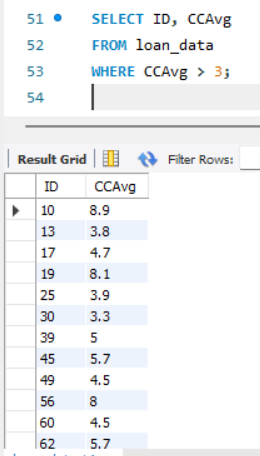 51 SELECT ID, CCAvg
52 FROM loan_data
53 WHERE CCAvg > 3;
54
Result Grid Filter Rows:
ID CCAvg
10 8.9
13 3.8
17 4.7
19 8.1
25 3.9
30 3.3
39 5
45 5.7
49 4.5
56 8
60 4.5
62 5.7